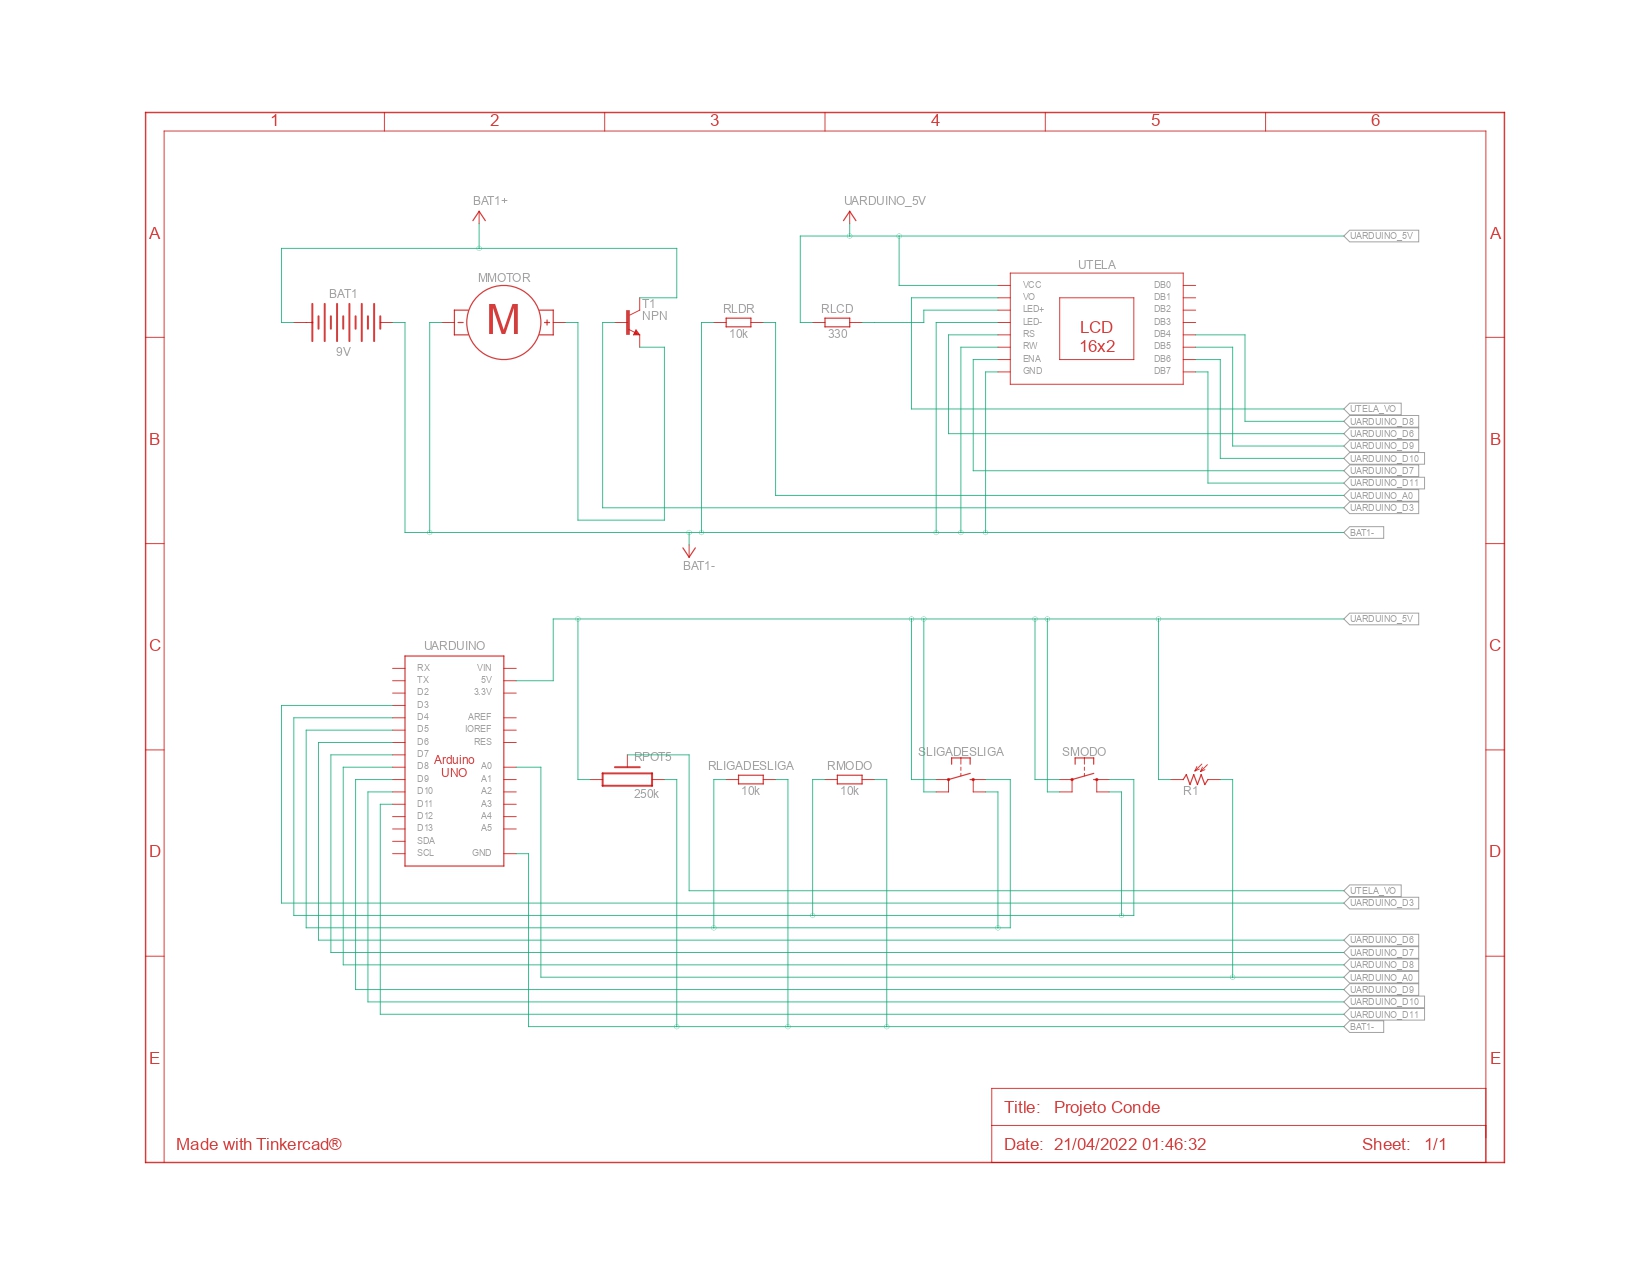 1 2 3 4 5 6
A A
B B
C C
D D
E E
BAT1+
UARDUINO_5V
UARDUINO_5V
BAT1
9V
MMOTOR
M
- +
T1
NPN
RLDR
10k
RLCD
330
UTELA
VCC
VO
LED+
LED-
RS
RW
ENA
GND
LCD
16x2
DB0
DB1
DB2
DB3
DB4
DB5
DB6
DB7
UTELA_VO
UARDUINO_D8
UARDUINO_D6
UARDUINO_D9
UARDUINO_D10
UARDUINO_D7
UARDUINO_D11
UARDUINO_A0
UARDUINO_D3
BAT1-
BAT1-
UARDUINO_5V
UARDUINO
RX
TX
D2
D3
D4
D5
D6
D7
D8
D9
D10
D11
D12
D13
SDA
SCL
Arduino
UNO
VIN
5V
3.3V
AREF
IOREF
RES
A0
A1
A2
A3
A4
A5
GND
RPOT5
250k
RLIGADESLIGA
10k
RMODO
10k
SLIGADESLIGA
SMODO
R1
UTELA_VO
UARDUINO_D3
UARDUINO_D6
UARDUINO_D7
UARDUINO_D8
UARDUINO_A0
UARDUINO_D9
UARDUINO_D10
UARDUINO_D11
BAT1-
Title: Projeto Conde
Date: 21/04/2022 01:46:32 Sheet: 1/1
Made with Tinkercad®